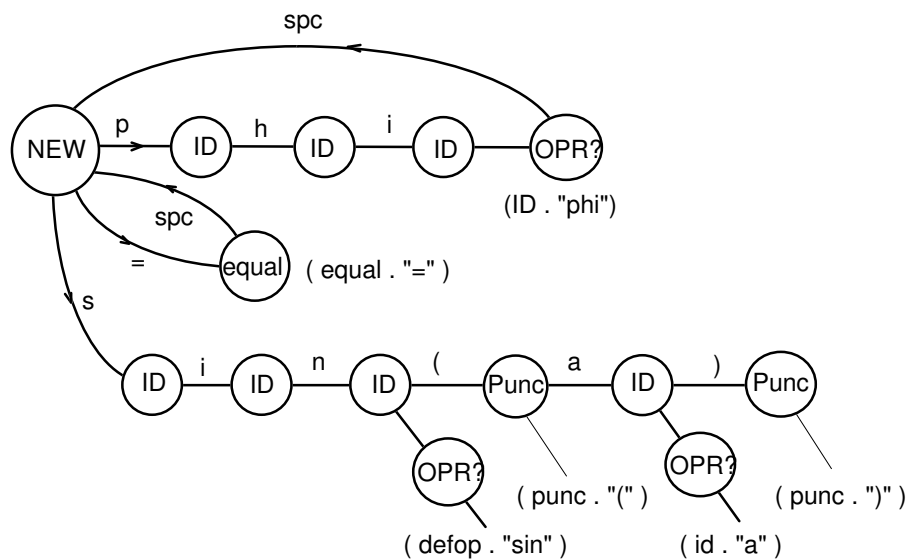 spc
p
h
i
NEW
ID
ID
ID
OPR?
(ID . "phi")
spc
=
equal
( equal . "=" )
s
i
n
(
a
)
ID
ID
ID
Punc
ID
Punc
OPR?
OPR?
( punc . "(" )
( punc . ")" )
( defop . "sin" )
( id . "a" )